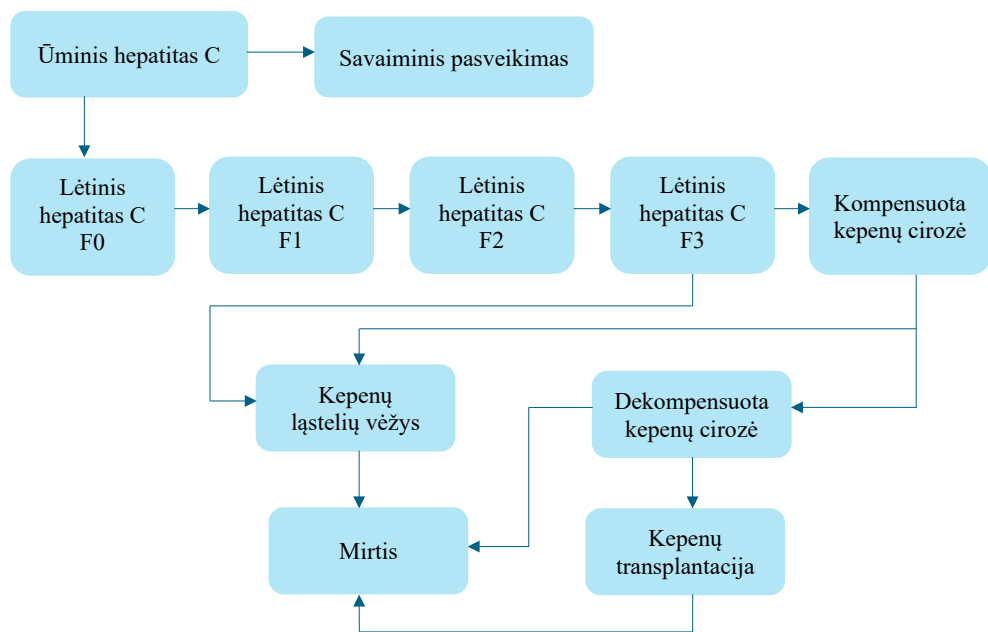 Ūminis hepatitas C
Savaiminis pasveikimas
Lėtinis
hepatitas C
F0
Lėtinis
hepatitas C
F1
Lėtinis
hepatitas C
F2
Lėtinis
hepatitas C
F3
Kompensuota
kepenų cirozė
Kepenų
ląstelių vėžys
Dekompensuota
kepenų cirozė
Mirtis
Kepenų
transplantacija